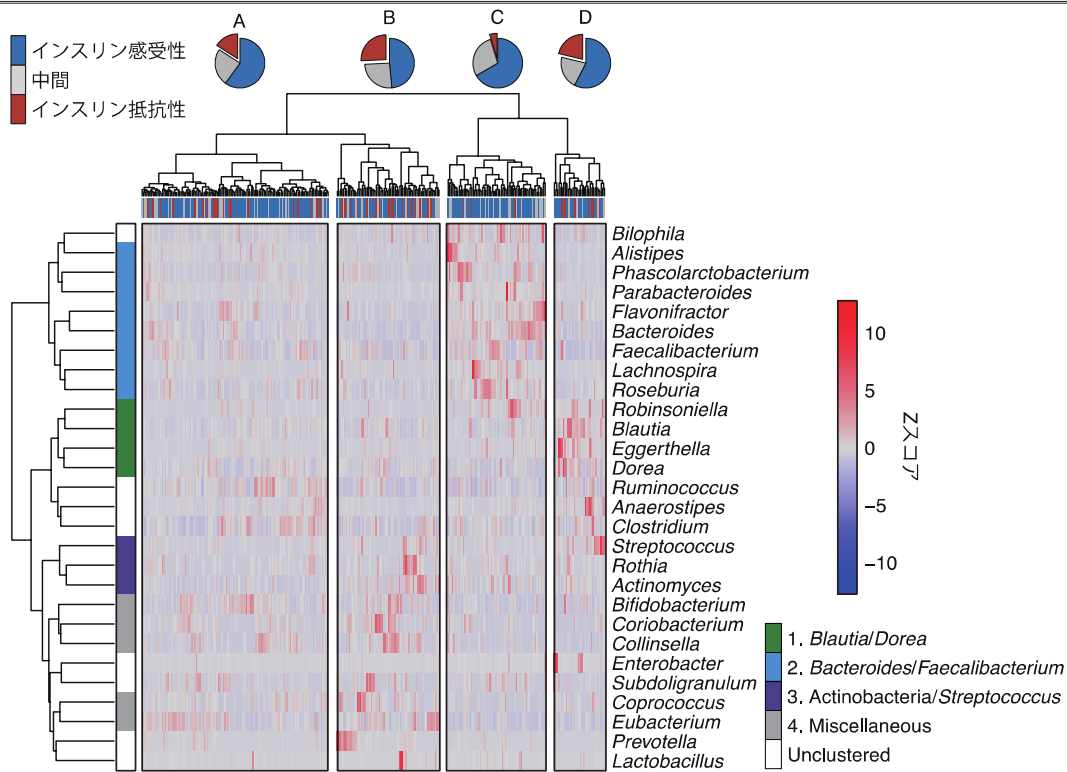 A
B
C
D
インスリン感受性
中間
インスリン抵抗性
Bilophila
Alistipes
Phascolarctobacterium
Parabacteroides
Flavonifractor
Bacteroides
Faecalibacterium
Lachnospira
Roseburia
Robinsoniella
Blautia
Eggerthella
Dorea
Ruminococcus
Anaerostipes
Clostridium
Streptococcus
Rothia
Actinomyces
Bifidobacterium
Coriobacterium
Collinsella
Enterobacter
Subdoligranulum
Coprococcus
Eubacterium
Prevotella
Lactobacillus
10
5
0
−5
−10
Zスコア
1. Blautia/Dorea
2. Bacteroides/Faecalibacterium
3. Actinobacteria/Streptococcus
4. Miscellaneous
Unclustered